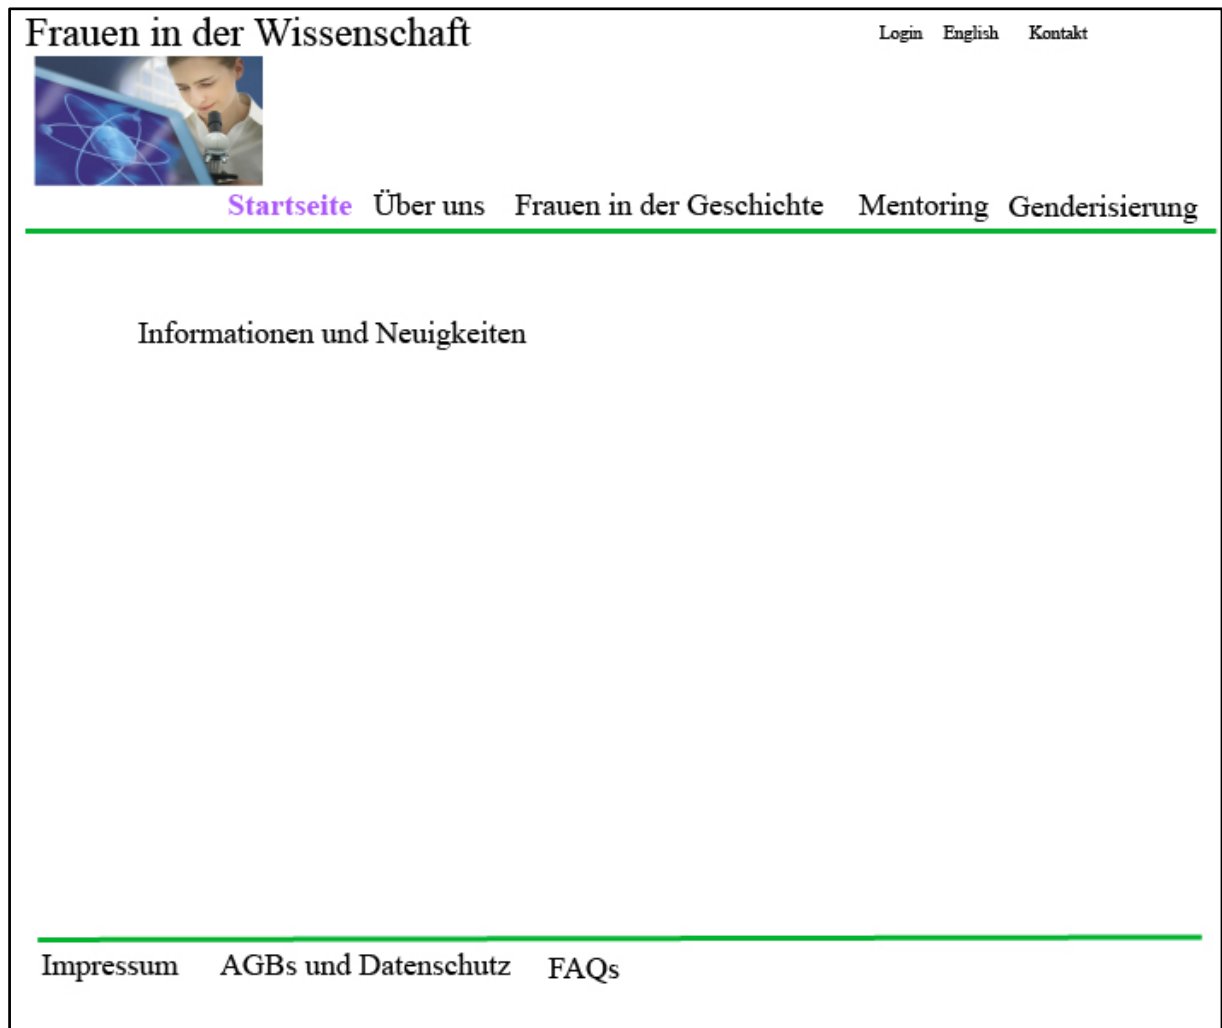 Frauen in der Wissenschaft
Login English Kontakt
Startseite Über uns Frauen in der Geschichte Mentoring Genderisierung
Informationen und Neuigkeiten
Impressum AGBs und Datenschutz FAQs